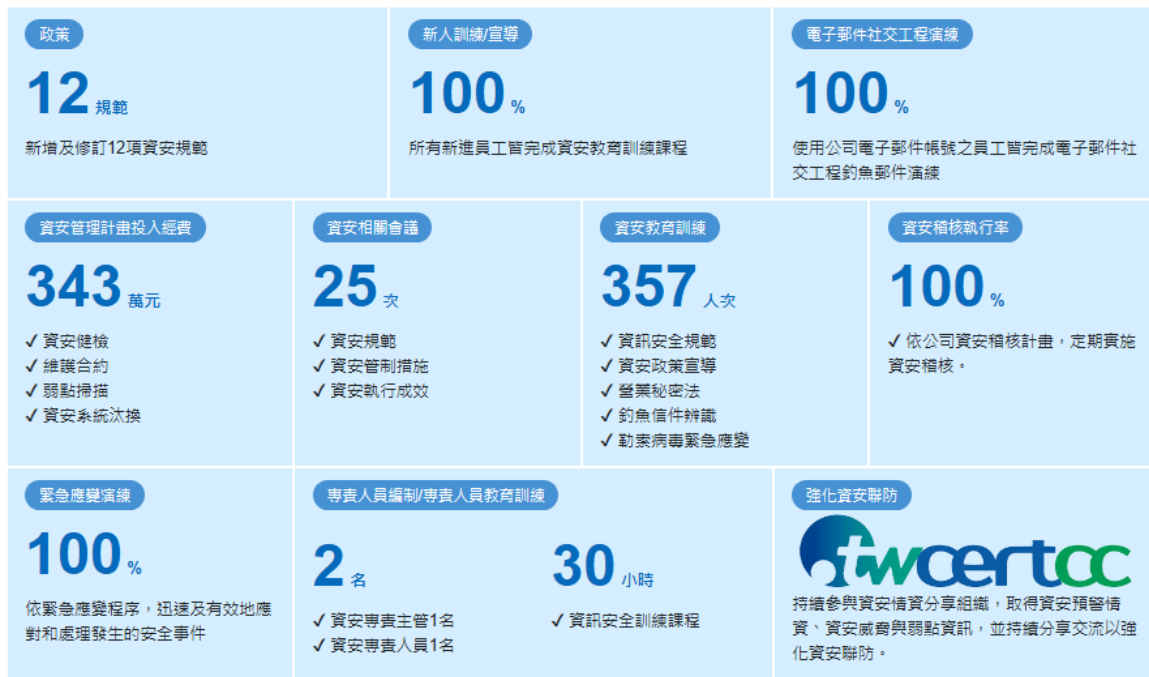 政策
12 規範
新增及修訂12項資安規範
新人訓練/宣導
100 %
所有新進員工皆完成資安教育訓練課程
電子郵件社交工程演練
100 %
使用公司電子郵件帳號之員工皆完成電子郵件社
交工程釣魚郵件演練
資安管理計畫投入經費
343 萬元
✓ 資安健檢
✓ 維護合約
✓ 弱點掃描
✓ 資安系統汰換
資安相關會議
25 次
✓ 資安規範
✓ 資安管制措施
✓ 資安執行成效
資安教育訓練
357 人次
✓ 資訊安全規範
✓ 資安政策宣導
✓ 營業秘密法
✓ 釣魚信件辨識
✓ 勒索病毒緊急應變
資安稽核執行率
100 %
✓ 依公司資安稽核計畫，定期實施
資安稽核。
緊急應變演練
100 %
依緊急應變程序，迅速及有效地應
對和處理發生的安全事件
專責人員編制/專責人員教育訓練
2 名
✓ 資安專責主管1名
✓ 資安專責人員1名
30 小時
✓ 資訊安全訓練課程
強化資安聯防
twcertcc
持續參與資安情資分享組織，取得資安預警情
資、資安威脅與弱點資訊，並持續分享交流以強
化資安聯防。